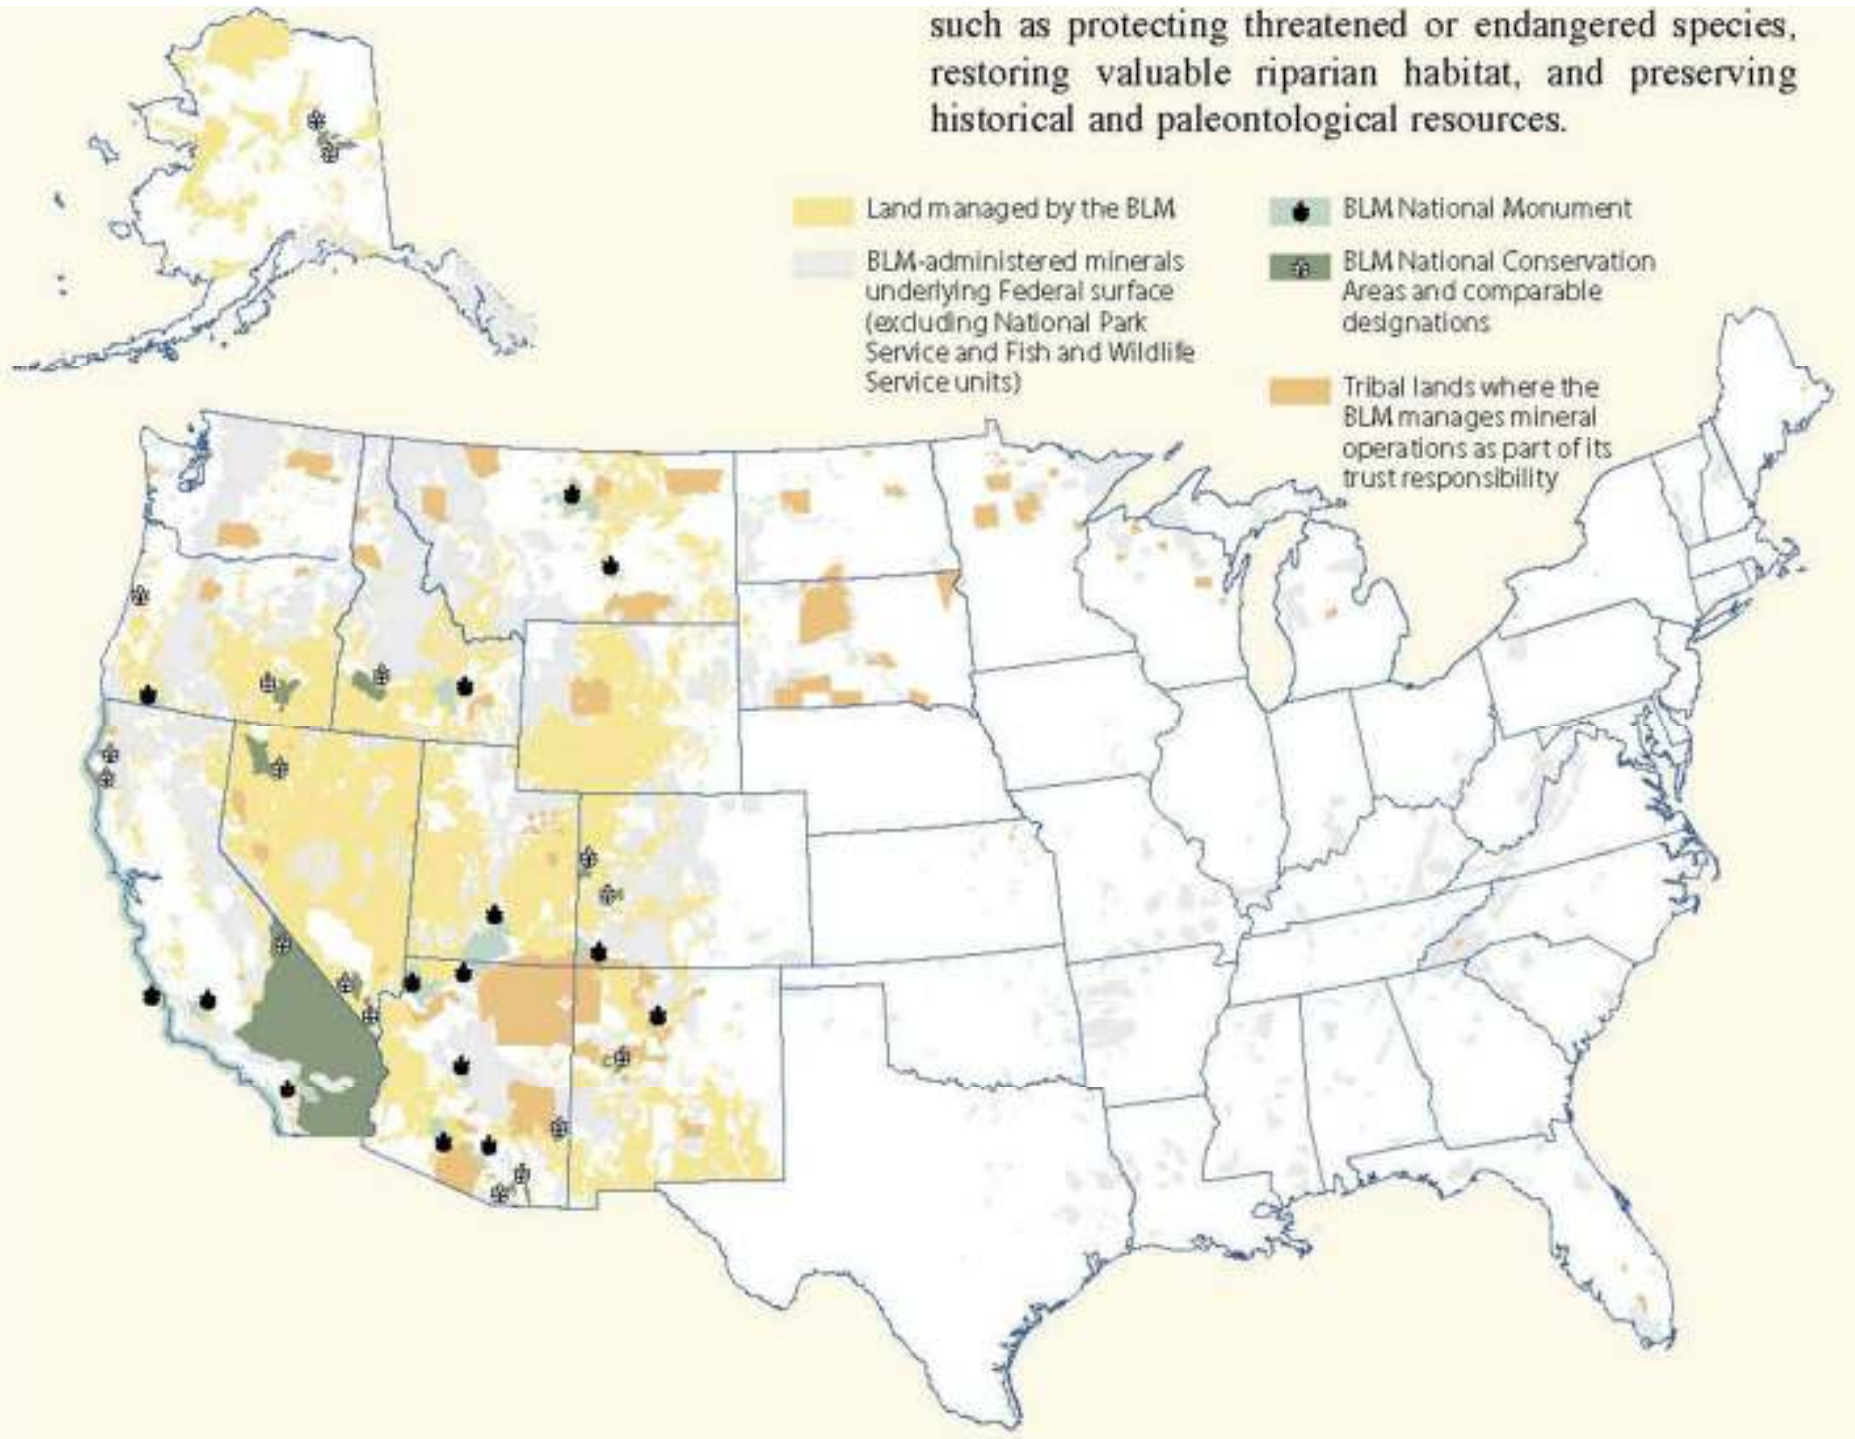 such as protecting threatened or endangered species,
restoring valuable riparian habitat, and preserving
historical and paleontological resources.
Land managed by the BLM
BLM-administered minerals
underlying Federal surface
(excluding National Park
Service and Fish and Wildlife
Service units)
BLM National Monument
BLM National Conservation
Areas and comparable
designations
Tribal lands where the
BLM manages mineral
operations as part of its
trust responsibility